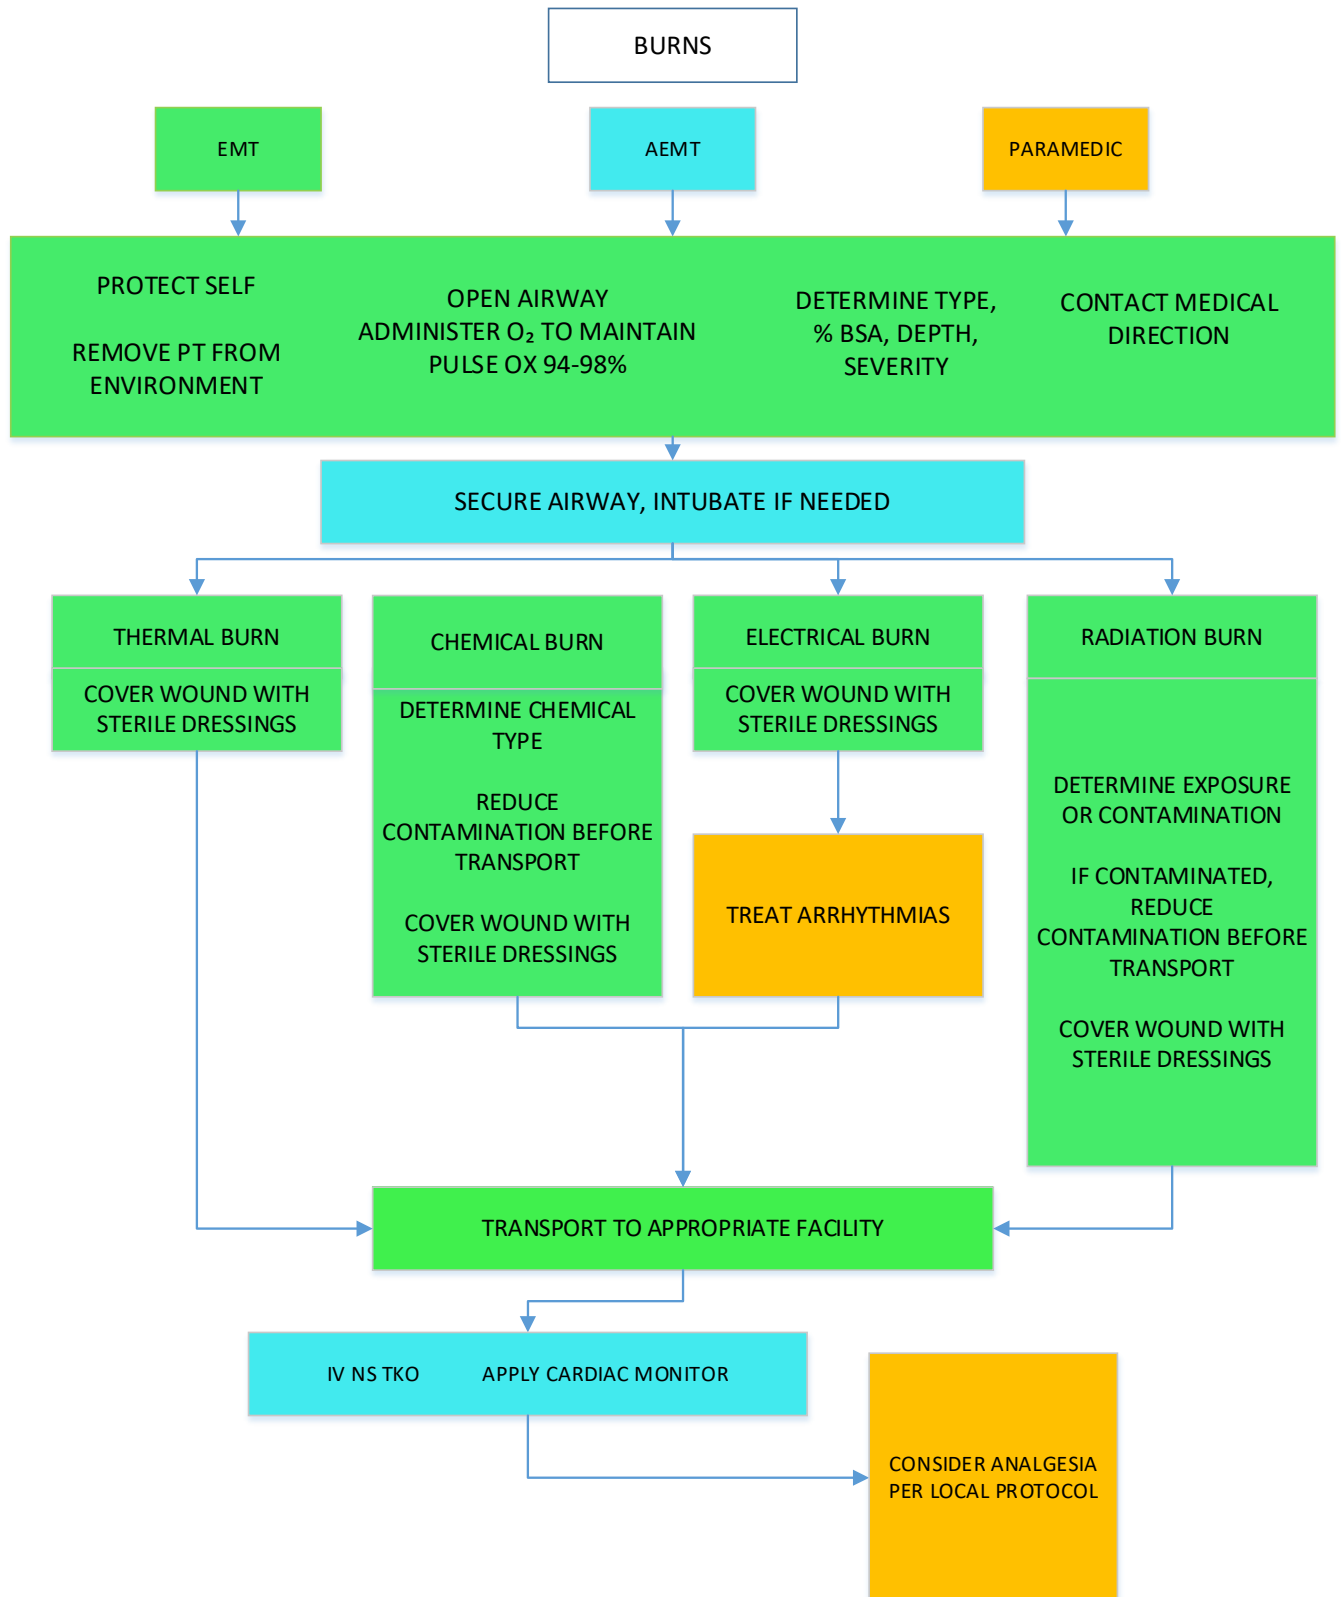 BURNS
EMT
AEMT
PARAMEDIC
PROTECT SELF
REMOVE PT FROM
ENVIRONMENT
OPEN AIRWAY
ADMINISTER O₂ TO MAINTAIN
PULSE OX 94-98%
DETERMINE TYPE,
% BSA, DEPTH,
SEVERITY
CONTACT MEDICAL
DIRECTION
SECURE AIRWAY, INTUBATE IF NEEDED
THERMAL BURN
COVER WOUND WITH
STERILE DRESSINGS
CHEMICAL BURN
DETERMINE CHEMICAL
TYPE
REDUCE
CONTAMINATION BEFORE
TRANSPORT
COVER WOUND WITH
STERILE DRESSINGS
ELECTRICAL BURN
COVER WOUND WITH
STERILE DRESSINGS
TREAT ARRHYTHMIAS
RADIATION BURN
DETERMINE EXPOSURE
OR CONTAMINATION
IF CONTAMINATED,
REDUCE
CONTAMINATION BEFORE
TRANSPORT
COVER WOUND WITH
STERILE DRESSINGS
TRANSPORT TO APPROPRIATE FACILITY
IV NS TKO
APPLY CARDIAC MONITOR
CONSIDER ANALGESIA
PER LOCAL PROTOCOL